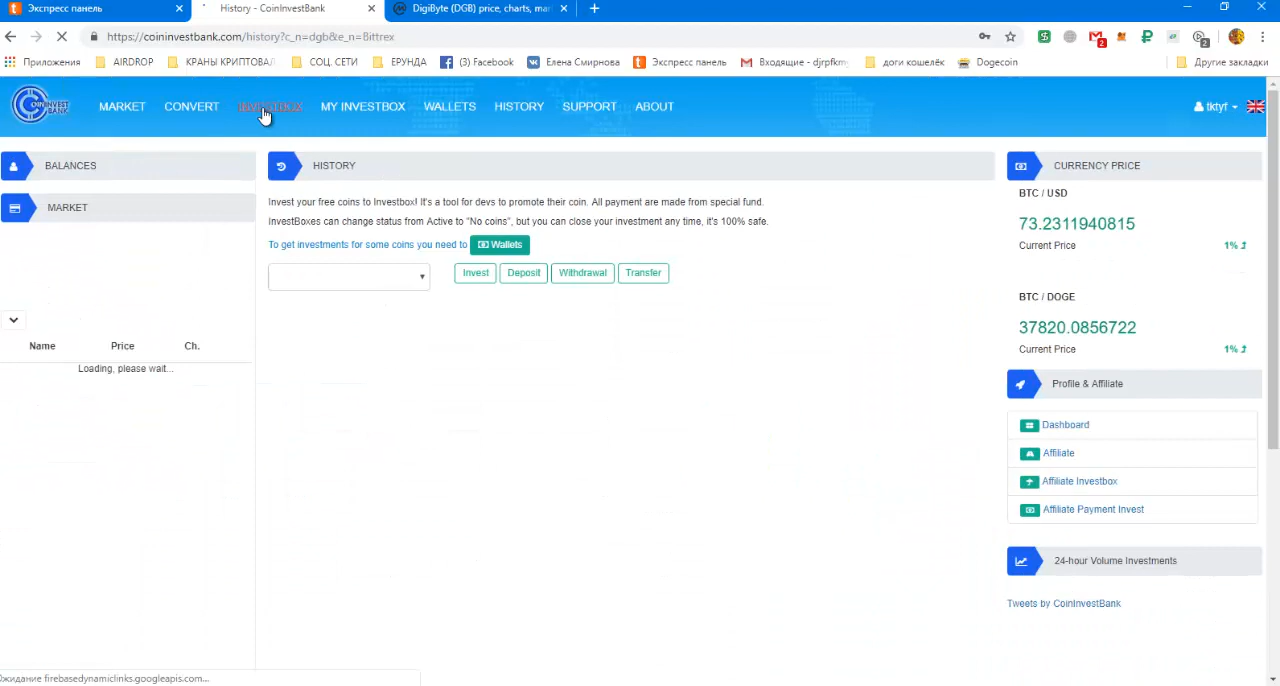 Экспресс панель
History - CoinInvestBank
DigiByte (DGB) price, charts, mar
https://coininvestbank.com/history?c_n=dgb&e_n=Bittrex
Приложения
AIRDROP
КРАНЫ КРИПТОВАЛ
СОЦ. СЕТИ
ЕРУНДА
(3) Facebook
Елена Смирнова
Экспресс панель
Входящие - djrpfkmy
доги кошелёк
Dogecoin
Другие закладки
COINVEST BANK
MARKET
CONVERT
INVESTBOX
MY INVESTBOX
WALLETS
HISTORY
SUPPORT
ABOUT
tktyf
BALANCES
MARKET
Name Price Ch.
Loading, please wait...
HISTORY
Invest your free coins to Investbox! It's a tool for devs to promote their coin. All payment are made from special fund.
InvestBoxes can change status from Active to "No coins", but you can close your investment any time, it's 100% safe.
To get investments for some coins you need to Wallets
Invest Deposit Withdrawal Transfer
CURRENCY PRICE
BTC / USD
73.2311940815
Current Price 1%
BTC / DOGE
37820.0856722
Current Price 1%
Profile & Affiliate
Dashboard
Affiliate
Affiliate Investbox
Affiliate Payment Invest
24-hour Volume Investments
Tweets by CoinInvestBank
Ожидание firebasedynamiclinks.googleapis.com...